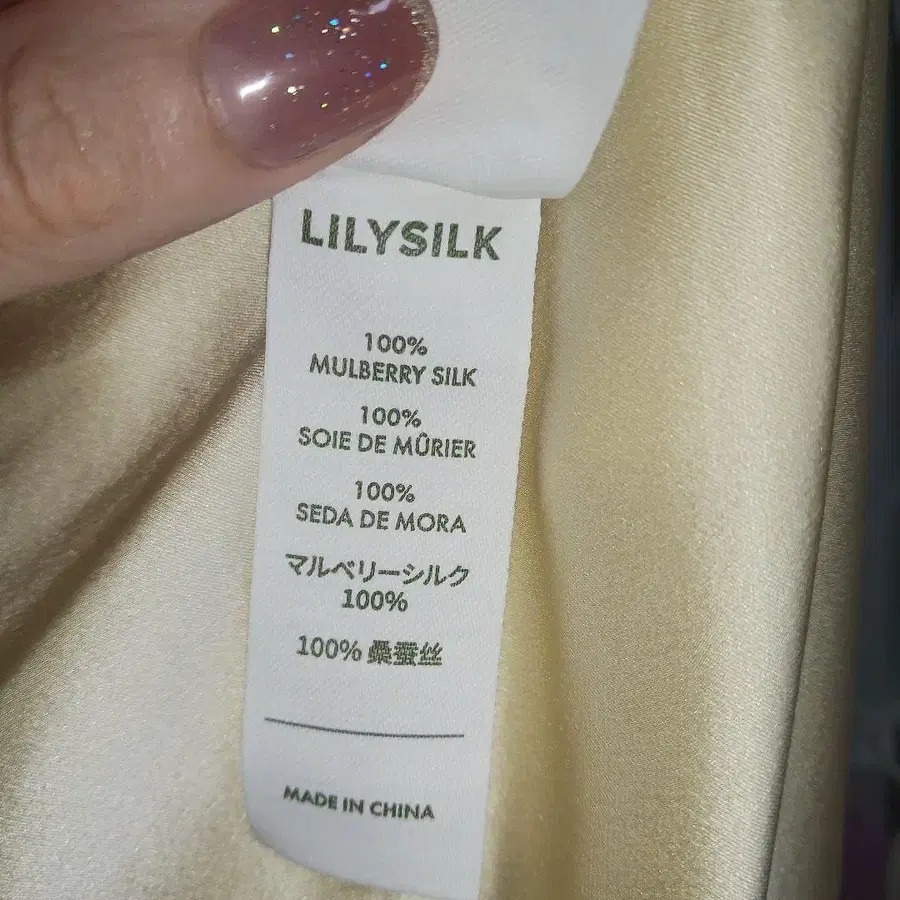 LILYSILK
100%
MULBERRY SILK
100%
SOIE DE MÛRIER
100%
SEDA DE MORA
マルベリーシルク
100%
100% 桑蚕丝
MADE IN CHINA